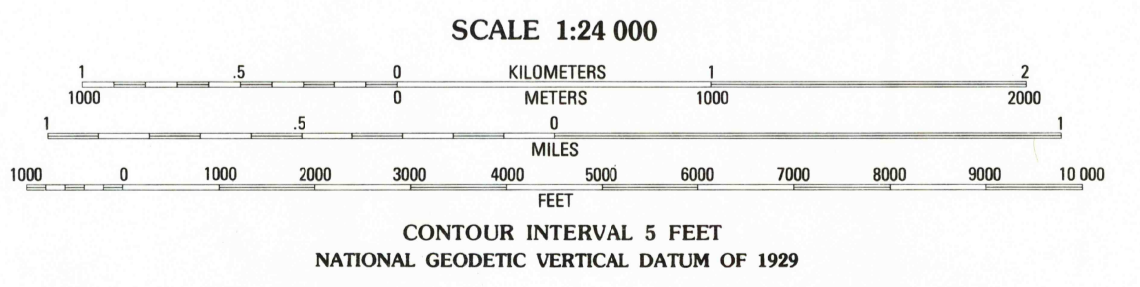 SCALE 1:24 000
1 .5 0 KILOMETERS 1 2
1000 0 METERS 1000 2000
1 .5 0 1
MILES
1000 0 1000 2000 3000 4000 5000 6000 7000 8000 9000 10 000
FEET
CONTOUR INTERVAL 5 FEET
NATIONAL GEODETIC VERTICAL DATUM OF 1929